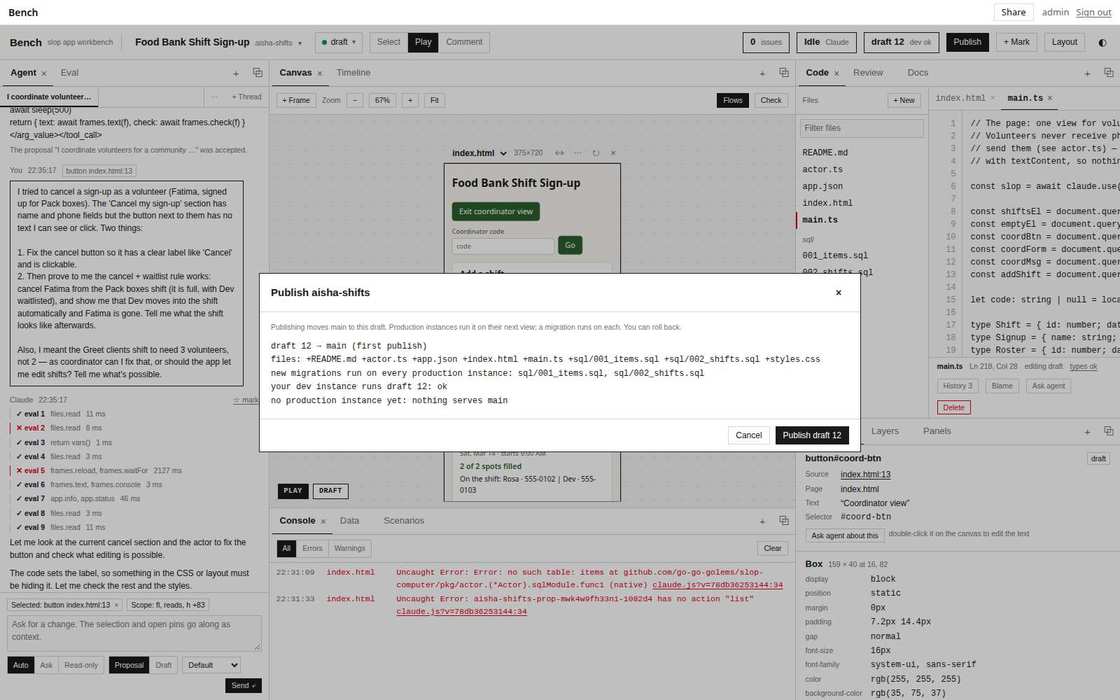 Bench
Share admin Sign out
Bench slop app workbench Food Bank Shift Sign-up aisha-shifts ▾ draft ▾ Select Play Comment 0 issues Idle Claude draft 12 dev ok Publish + Mark Layout
Agent × Eval +
I coordinate volunteer… ··· + Thread
await sleep(500)
return { text: await frames.text(f), check: await frames.check(f) }
</arg_value></tool_call>
The proposal "I coordinate volunteers for a community …" was accepted.
You 22:35:17 button index.html:13
I tried to cancel a sign-up as a volunteer (Fatima, signed
up for Pack boxes). The 'Cancel my sign-up' section has
name and phone fields but the button next to them has no
text I can see or click. Two things:
1. Fix the cancel button so it has a clear label like 'Cancel'
and is clickable.
2. Then prove to me the cancel + waitlist rule works:
cancel Fatima from the Pack boxes shift (it is full, with Dev
waitlisted), and show me that Dev moves into the shift
automatically and Fatima is gone. Tell me what the shift
looks like afterwards.
Also, I meant the Greet clients shift to need 3 volunteers,
not 2 — as coordinator can I fix that, or should the app let
me edit shifts? Tell me what's possible.
Claude 22:35:17 ☆ mark
✓ eval 1 files.read 11 ms
✕ eval 2 files.read 8 ms
✓ eval 3 return vars() 1 ms
✓ eval 4 files.read 3 ms
✕ eval 5 frames.reload, frames.waitFor 2127 ms
✓ eval 6 frames.text, frames.console 3 ms
✓ eval 7 app.info, app.status 46 ms
✓ eval 8 files.read 3 ms
✓ eval 9 files.read 11 ms
Let me look at the current cancel section and the actor to fix the
button and check what editing is possible.
The code sets the label, so something in the CSS or layout must
be hiding it. Let me check the rest and the styles.
Selected: button index.html:13 × Scope: fl, reads, h +83
Ask for a change. The selection and open pins go along as
context.
Auto Ask Read-only Proposal Draft Default
Send
Canvas × Timeline +
+ Frame Zoom − 67% + Fit Flows Check
index.html 375×720 ⇔ ··· ↻ ×
Food Bank Shift Sign-up
Exit coordinator view
Coordinator code
code Go
Add a shift
Sat, Mar 14 · starts 9:00 AM
2 of 2 spots filled
On the shift: Rosa · 555-0102 | Dev · 555-
0103
PLAY DRAFT
Publish aisha-shifts ×
Publishing moves main to this draft. Production instances run it on their next view; a migration runs on each. You can roll back.
draft 12 → main (first publish)
files: +README.md +actor.ts +app.json +index.html +main.ts +sql/001_items.sql +sql/002_shifts.sql +styles.css
new migrations run on every production instance: sql/001_items.sql, sql/002_shifts.sql
your dev instance runs draft 12: ok
no production instance yet: nothing serves main
Cancel Publish draft 12
Console × Data Scenarios +
All Errors Warnings Clear
22:31:09 index.html Uncaught Error: Error: no such table: items at github.com/go-go-golems/slop-
computer/pkg/actor.(*Actor).sqlModule.func1 (native) claude.js?v=78db36253144:34
22:31:33 index.html Uncaught Error: aisha-shifts-prop-mwk4w9fh33n1-1082d4 has no action "list"
claude.js?v=78db36253144:34
Code × Review Docs +
Files + New
Filter files
README.md
actor.ts
app.json
index.html
main.ts
sql/
001_items.sql
002_shifts.sql
index.html × main.ts ×
1 // The page: one view for volu
2 // Volunteers never receive ph
3 // send them (see actor.ts) —
4 // with textContent, so nothin
5
6 const slop = await claude.use(
7
8 const shiftsEl = document.quer
9 const emptyEl = document.query
10 const coordBtn = document.quer
11 const coordForm = document.que
12 const coordMsg = document.quer
13 const addShift = document.quer
14
15 let code: string | null = loca
16
17 type Shift = { id: number; dat
18 type Signup = { name: string;
19 type Roster = { id: number; da
main.ts Ln 218, Col 28 editing draft types ok
History 3 Blame Ask agent
Delete
Layers Panels +
button#coord-btn draft
Source index.html:13
Page index.html
Text “Coordinator view”
Selector #coord-btn
Ask agent about this double-click it on the canvas to edit the text
Box 159 × 40 at 16, 82
display block
position static
margin 0px
padding 7.2px 14.4px
gap normal
font-size 16px
font-family system-ui, sans-serif
color rgb(255, 255, 255)
background-color rgb(35, 75, 37)